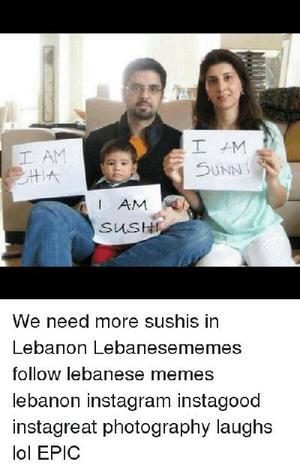 I AM
SHIA
I AM
SUSHI
I AM
SUNNI
We need more sushis in
Lebanon Lebanesememes
follow lebanese memes
lebanon instagram instagood
instagreat photography laughs
lol EPIC